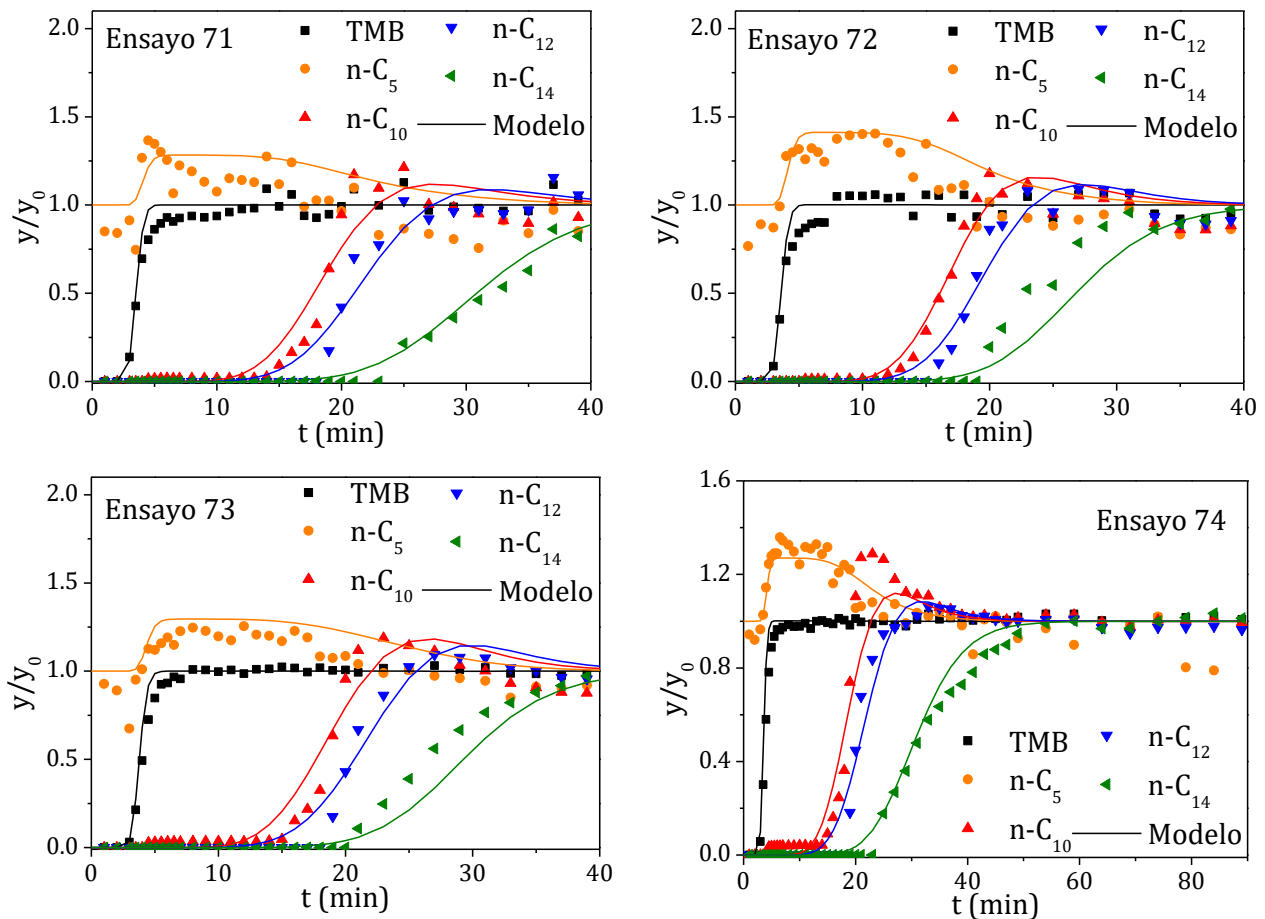 Ensayo 71
TMB
n-C5
n-C10
n-C12
n-C14
Modelo
y/y0
2.0
1.5
1.0
0.5
0.0
0 10 20 30 40
t (min)
Ensayo 72
TMB
n-C5
n-C10
n-C12
n-C14
Modelo
y/y0
2.0
1.5
1.0
0.5
0.0
0 10 20 30 40
t (min)
Ensayo 73
TMB
n-C5
n-C10
n-C12
n-C14
Modelo
y/y0
2.0
1.5
1.0
0.5
0.0
0 10 20 30 40
t (min)
Ensayo 74
TMB
n-C5
n-C10
n-C12
n-C14
Modelo
y/y0
1.6
1.2
0.8
0.4
0.0
0 20 40 60 80
t (min)